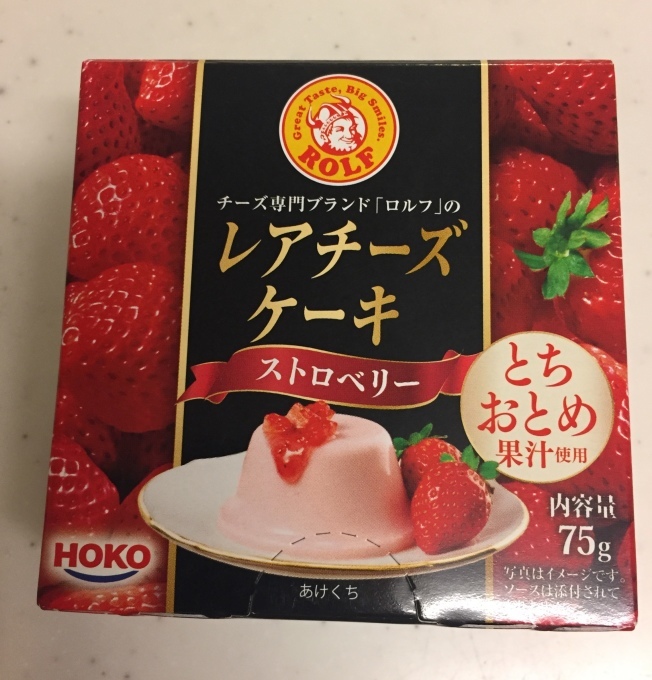 Great Taste, Big Smiles.
ROLF
チーズ専門ブランド「ロルフ」の
レアチーズ
ケーキ
ストロベリー
とち
おとめ
果汁使用
内容量
75g
HOKO
写真はイメージです。
ソースは添付されて
あけくち